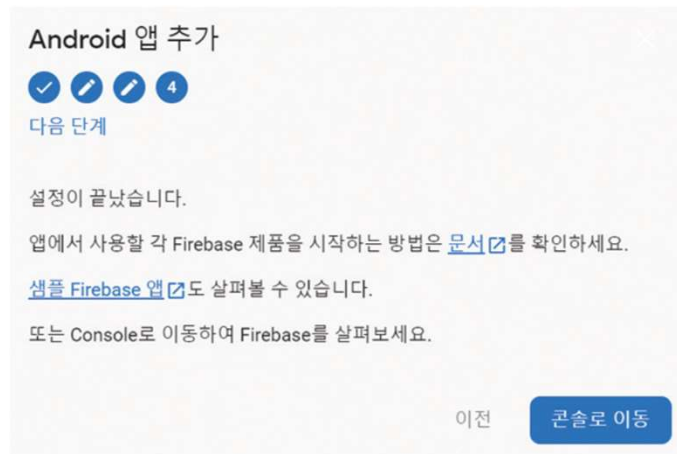 Android 앱 추가
4
다음 단계
설정이 끝났습니다.
앱에서 사용할 각 Firebase 제품을 시작하는 방법은 문서를 확인하세요.
샘플 Firebase 앱도 살펴볼 수 있습니다.
또는 Console로 이동하여 Firebase를 살펴보세요.
이전 콘솔로 이동